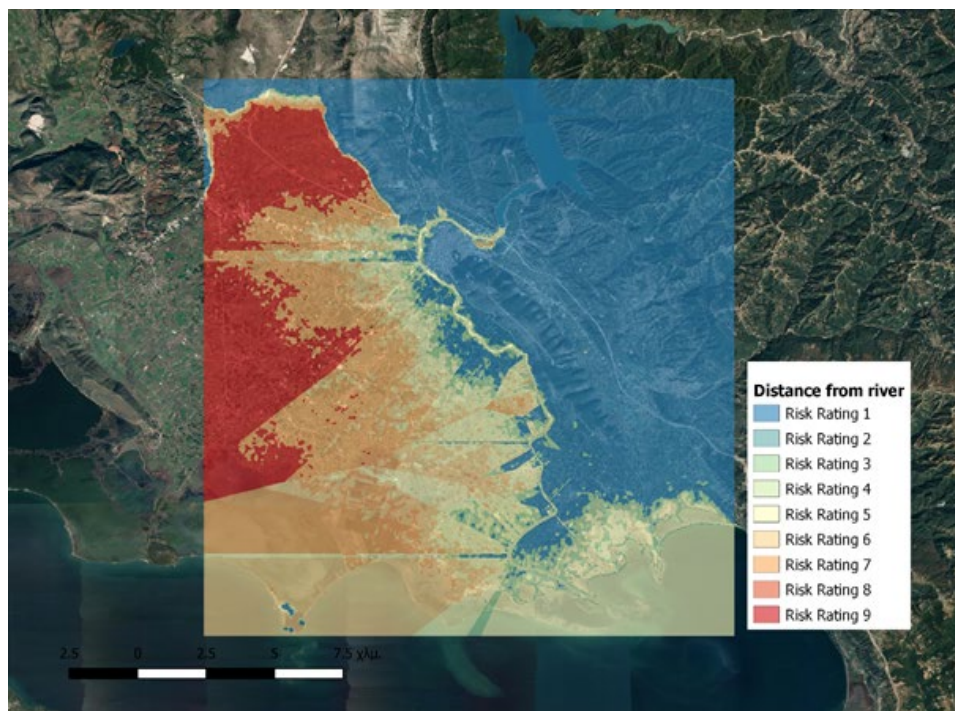 Distance from river
Risk Rating 1
Risk Rating 2
Risk Rating 3
Risk Rating 4
Risk Rating 5
Risk Rating 6
Risk Rating 7
Risk Rating 8
Risk Rating 9
2.5 0 2.5 5 7.5 χλμ.